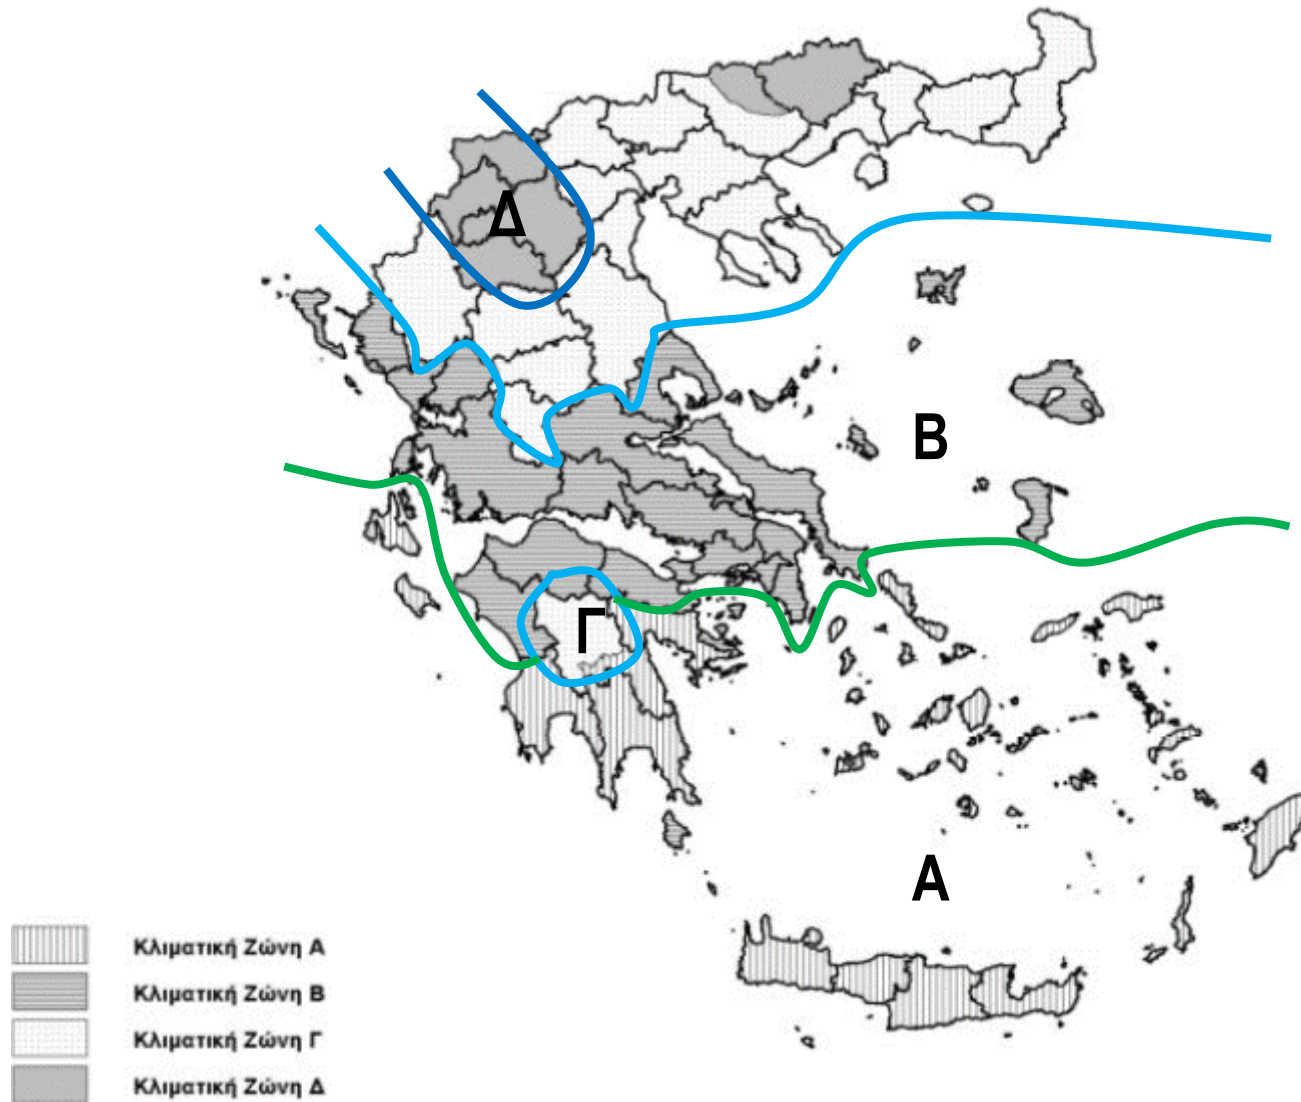 Δ
Β
Γ
Α
Κλιματική Ζώνη Α
Κλιματική Ζώνη Β
Κλιματική Ζώνη Γ
Κλιματική Ζώνη Δ